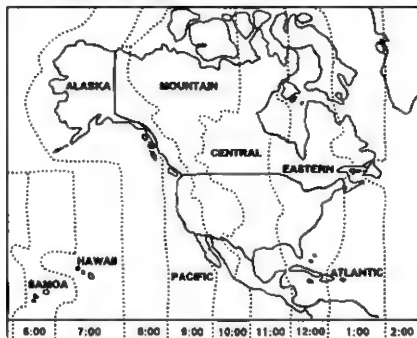 ALASKA MOUNTAIN
CENTRAL
EASTERN
HAWAII
SAMOA
PACIFIC ATLANTIC
6:00 7:00 8:00 9:00 10:00 11:00 12:00 1:00 2:00